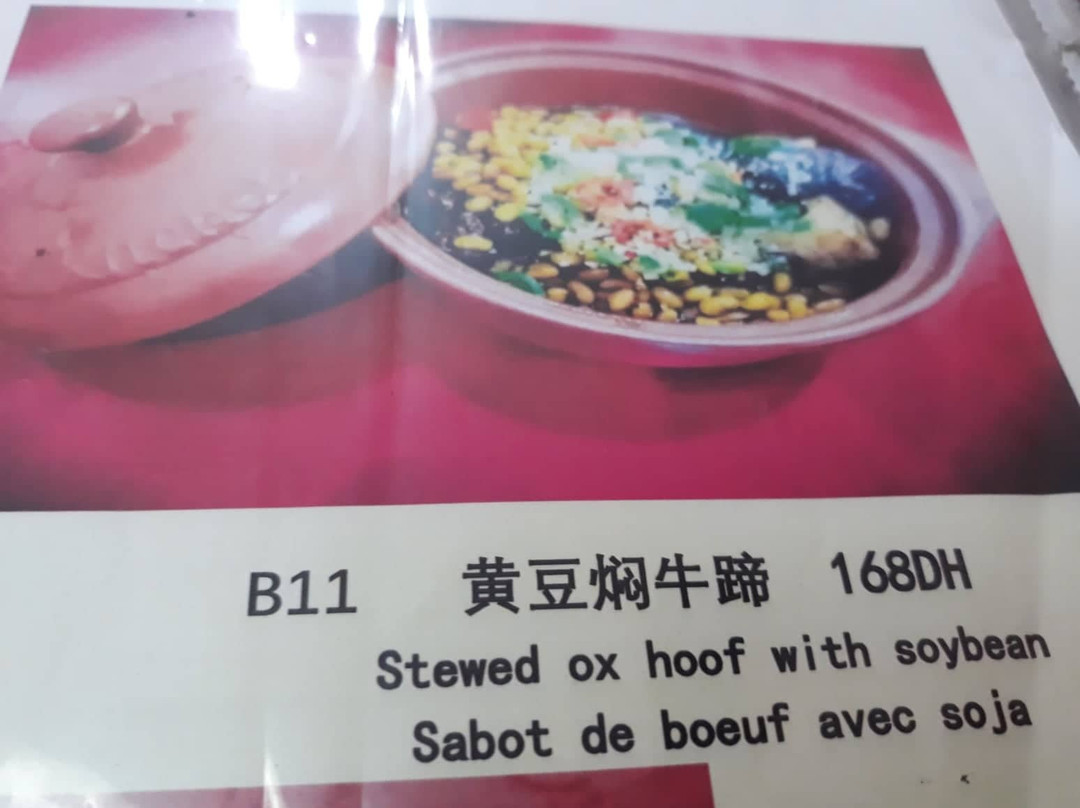 B11 黄豆焖牛蹄 168DH
Stewed ox hoof with soybean
Sabot de boeuf avec soja